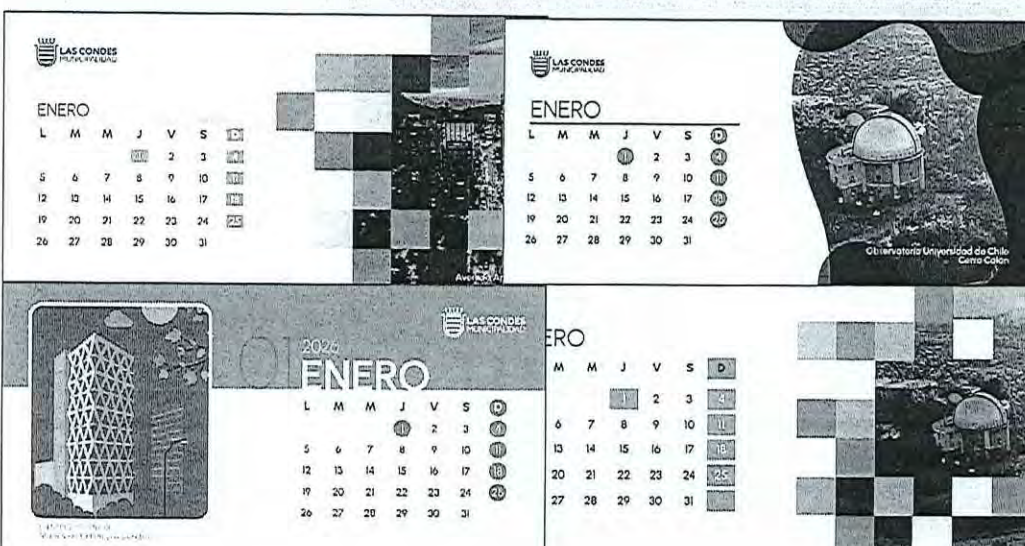 LAS CONDES
MUNICIPALIDAD
ENERO
L M M J V S D
1 2 3 4
5 6 7 8 9 10 11
12 13 14 15 16 17 18
19 20 21 22 23 24 25
26 27 28 29 30 31
LAS CONDES
MUNICIPALIDAD
ENERO
L M M J V S D
1 2 3 4
5 6 7 8 9 10 11
12 13 14 15 16 17 18
19 20 21 22 23 24 25
26 27 28 29 30 31
Observatorio Universidad de Chile
Cerro Calán
LAS CONDES
MUNICIPALIDAD
01
2026
ENERO
L M M J V S D
1 2 3 4
5 6 7 8 9 10 11
12 13 14 15 16 17 18
19 20 21 22 23 24 25
26 27 28 29 30 31
ERO
M M J V S D
1 2 3 4
6 7 8 9 10 11
13 14 15 16 17 18
20 21 22 23 24 25
27 28 29 30 31